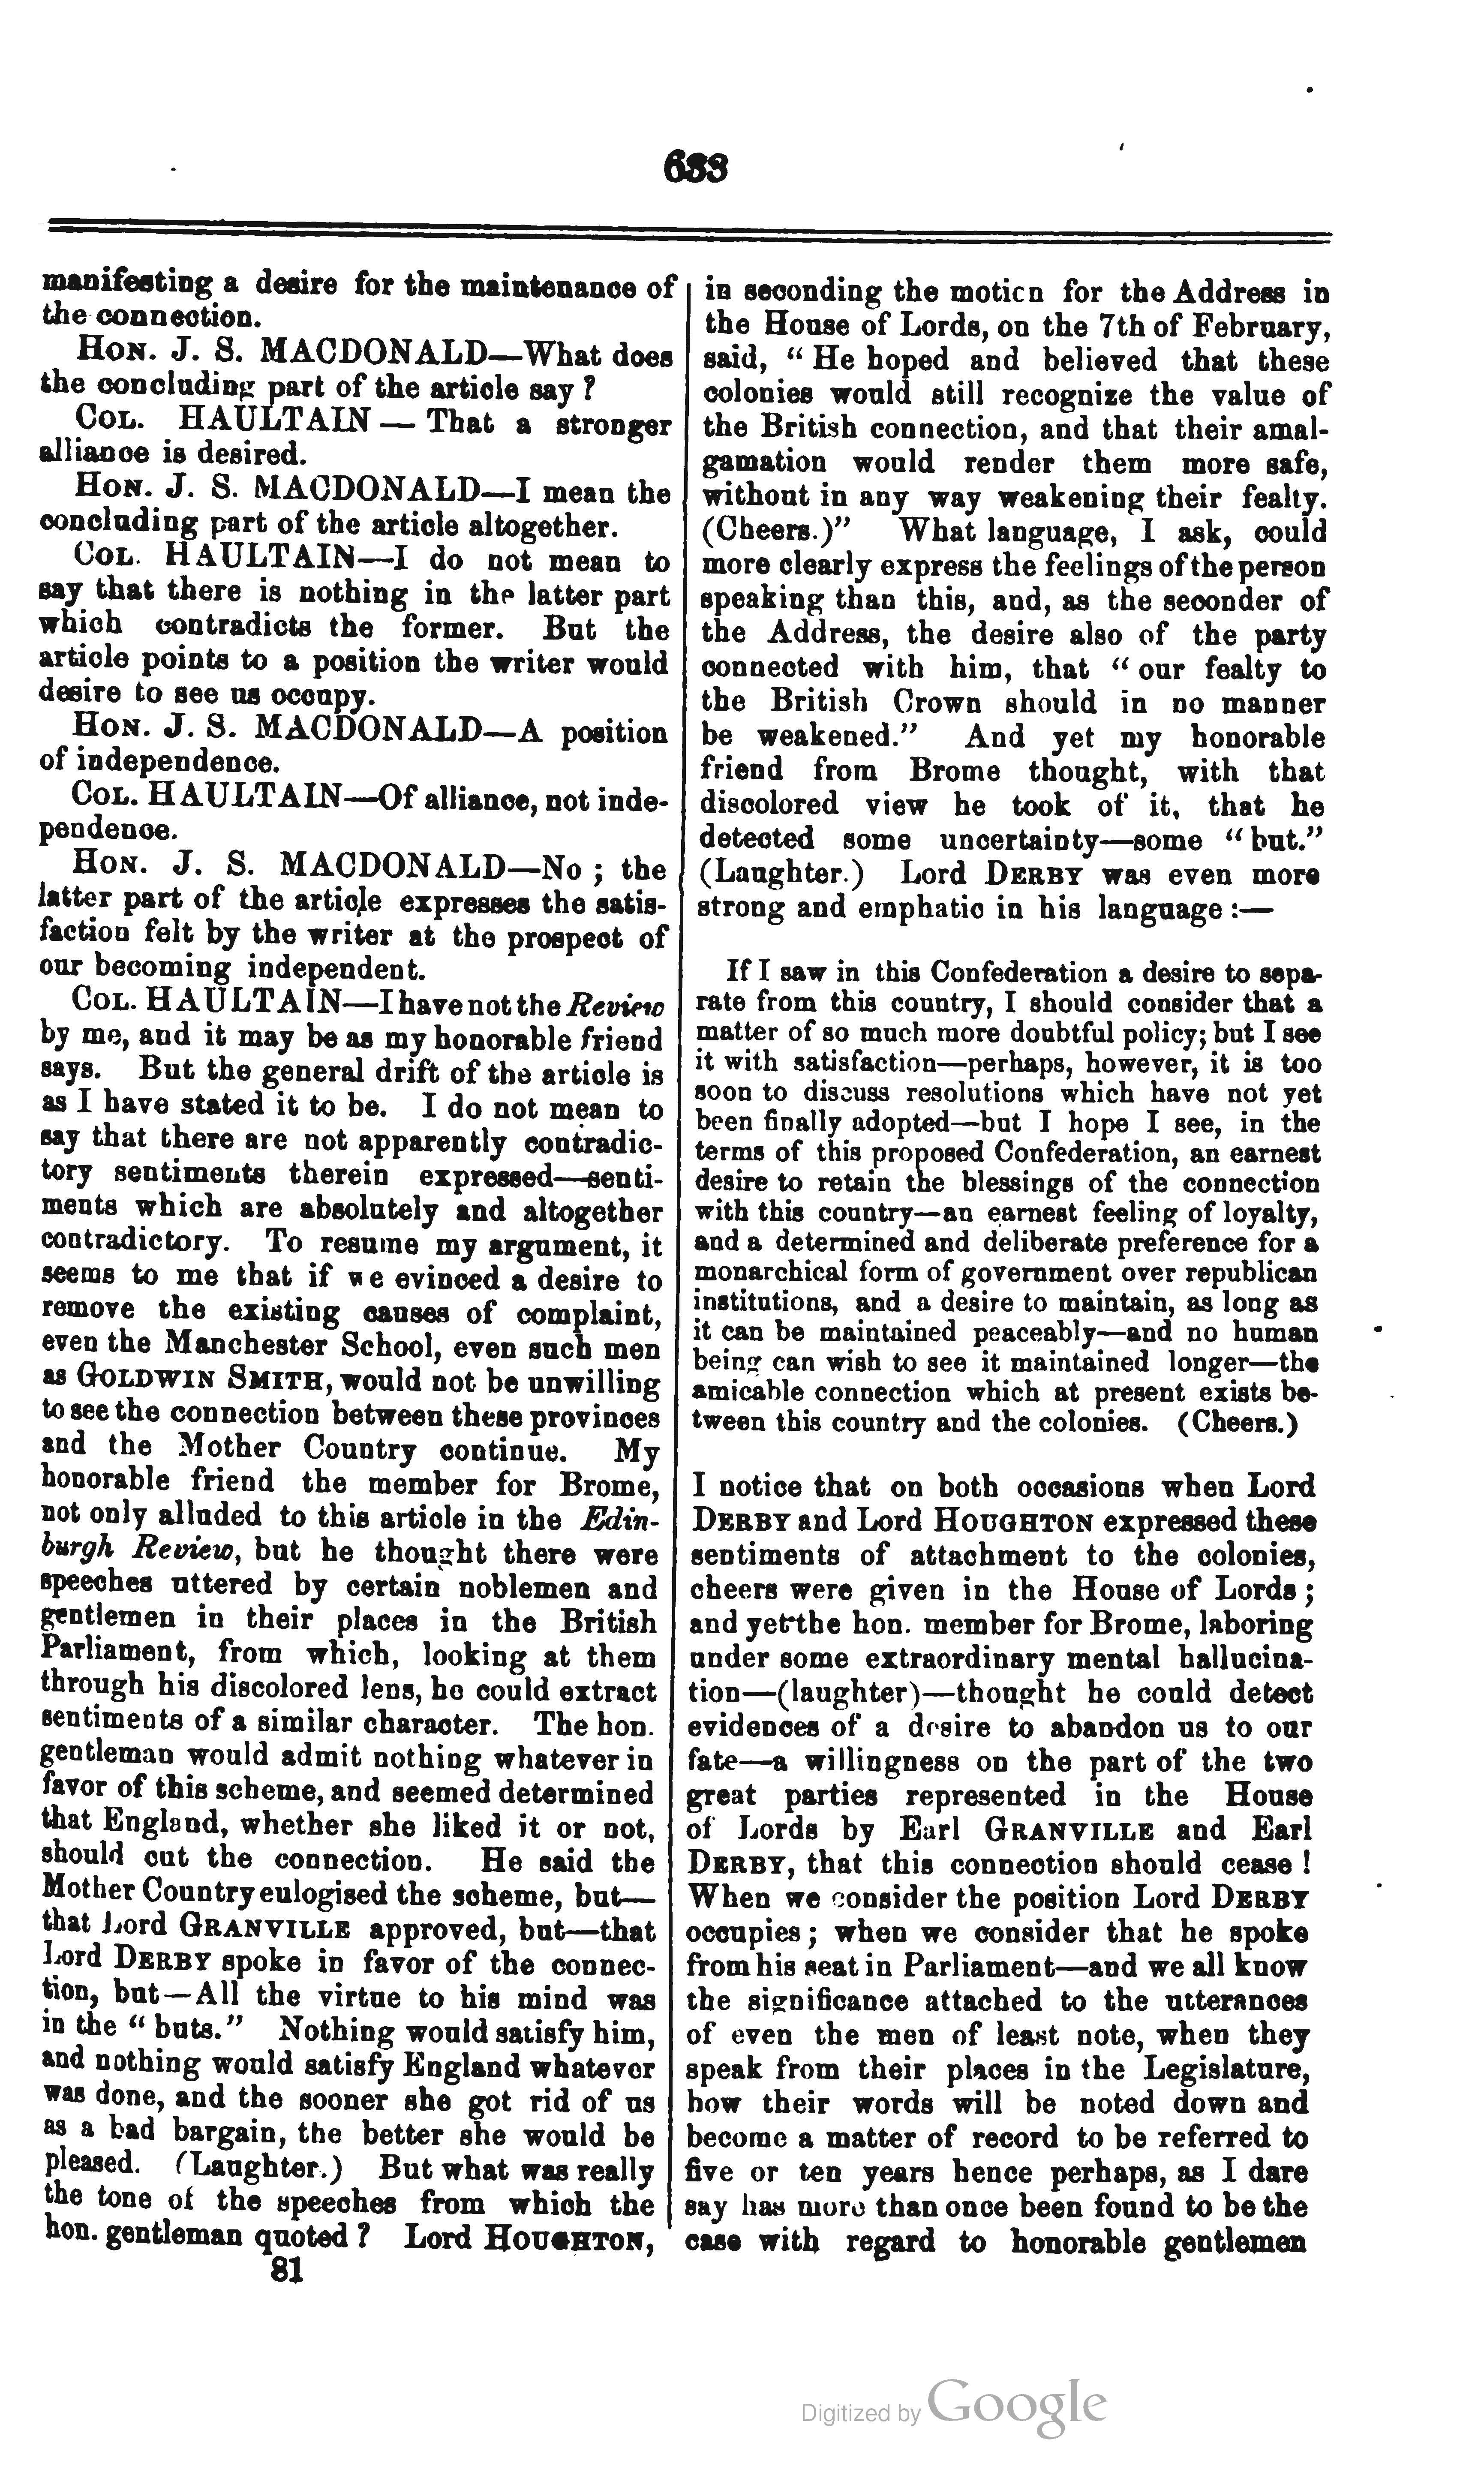 633
manifesting a desire for the maintenance of
the connection.
HON. J. S. MACDONALD—What does
the concluding part of the article say ?
COL. HAULTAIN — That a stronger
alliance is desired.
HON. J. S. MACDONALD—I mean the
concluding part of the article altogether.
COL. HAULTAIN—I do not mean to
say that there is nothing in the latter part
which contradicts the former. But the
article points to a position the writer would
desire to see us occupy.
HON. J. S. MACDONALD—A position
of independence.
COL. HAULTAIN—Of alliance, not inde-
pendence.
HON. J. S. MACDONALD—No ; the
latter part of the article expresses the satis-
faction felt by the writer at the prospect of
our becoming independent.
COL. HAULTAIN—I have not the Review
by me, and it may be as my honorable friend
says. But the general drift of the article is
as I have stated it to be. I do not mean to
say that there are not apparently contradic-
tory sentiments therein expressed—senti-
ments which are absolutely and altogether
contradictory. To resume my argument, it
seems to me that if we evinced a desire to
remove the existing causes of complaint,
even the Manchester School, even such men
as GOLDWIN SMITH, would not be unwilling
to see the connection between these provinces
and the Mother Country continue. My
honorable friend the member for Brome,
not only alluded to this article in the Edin-
burgh Review, but he thought there were
speeches uttered by certain noblemen and
gentlemen in their places in the British
Parliament, from which, looking at them
through his discolored lens, he could extract
sentiments of a similar character. The hon.
gentleman would admit nothing whatever in
favor of this scheme, and seemed determined
that England, whether she liked it or not,
should cut the connection. He said the
Mother Country eulogised the scheme, but—
that Lord GRANVILLE approved, but—that
Lord DERBY spoke in favor of the connec-
tion, but—All the virtue to his mind was
in the “ buts.” Nothing would satisfy him,
and nothing would satisfy England whatever
was done, and the sooner she got rid of us
as a bad bargain, the better she would be
pleased. (Laughter.) But what was really
the tone of the speeches from which the
hon. gentleman quoted ? Lord HOUGHTON,
81
in seconding the motion for the Address in
the House of Lords, on the 7th of February,
said, “ He hoped and believed that these
colonies would still recognize the value of
the British connection, and that their amal-
gamation would render them more safe,
without in any way weakening their fealty.
(Cheers.)” What language, I ask, could
more clearly express the feelings of the person
speaking than this, and, as the seconder of
the Address, the desire also of the party
connected with him, that “ our fealty to
the British Crown should in no manner
be weakened.” And yet my honorable
friend from Brome thought, with that
discolored view he took of it, that he
detected some uncertainty—some “ but.”
(Laughter.) Lord DERBY was even more
strong and emphatic in his language :—
If I saw in this Confederation a desire to sepa-
rate from this country, I should consider that a
matter of so much more doubtful policy; but I see
it with satisfaction—perhaps, however, it is too
soon to discuss resolutions which have not yet
been finally adopted—but I hope I see, in the
terms of this proposed Confederation, an earnest
desire to retain the blessings of the connection
with this country—an earnest feeling of loyalty,
and a determined and deliberate preference for a
monarchical form of government over republican
institutions, and a desire to maintain, as long as
it can be maintained peaceably—and no human
being can wish to see it maintained longer—the
amicable connection which at present exists be-
tween this country and the colonies. (Cheers.)
I notice that on both occasions when Lord
DERBY and Lord HOUGHTON expressed these
sentiments of attachment to the colonies,
cheers were given in the House of Lords ;
and yet the hon. member for Brome, laboring
under some extraordinary mental hallucina-
tion—(laughter)—thought he could detect
evidences of a desire to abandon us to our
fate—a willingness on the part of the two
great parties represented in the House
of Lords by Earl GRANVILLE and Earl
DERBY, that this connection should cease !
When we consider the position Lord DERBY
occupies ; when we consider that he spoke
from his seat in Parliament—and we all know
the significance attached to the utterances
of even the men of least note, when they
speak from their places in the Legislature,
how their words will be noted down and
become a matter of record to be referred to
five or ten years hence perhaps, as I dare
say has more than once been found to be the
case with regard to honorable gentlemen
Digitized by Google